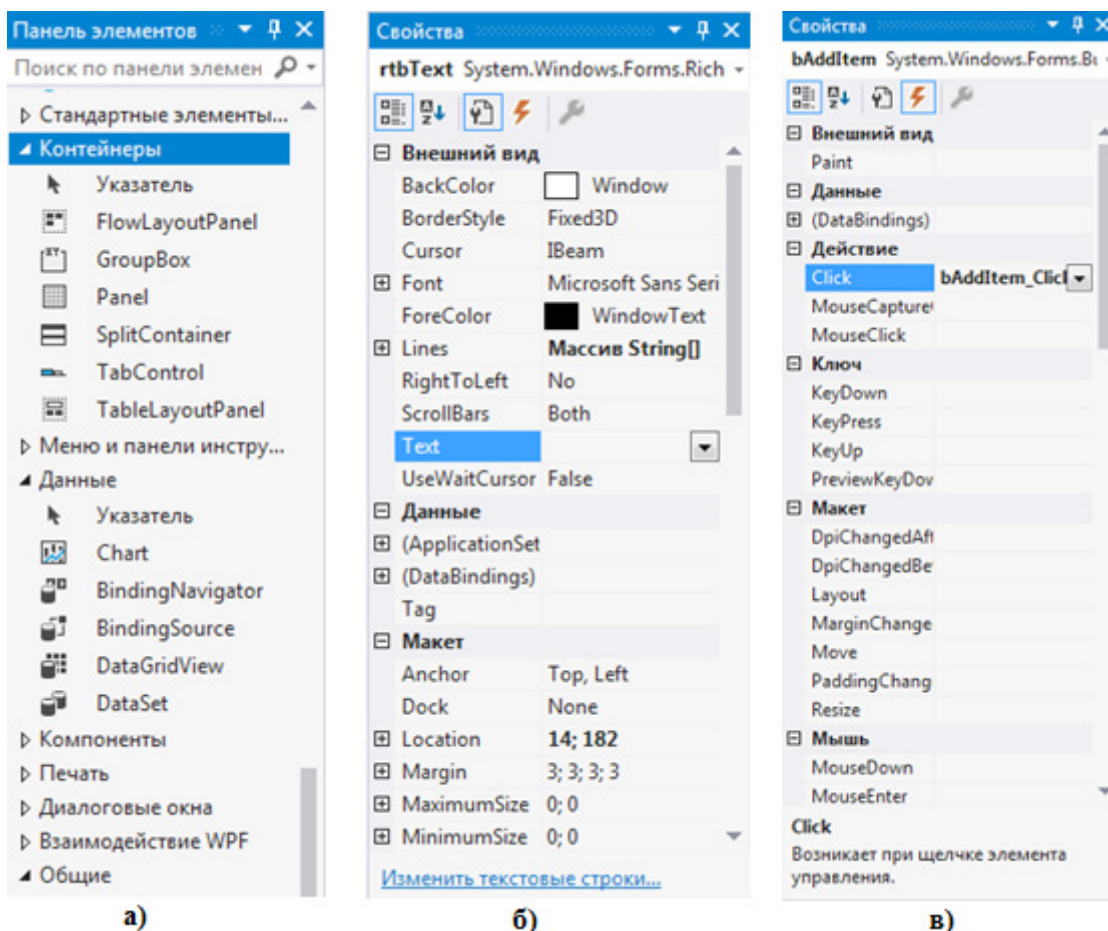 Панель элементов
Поиск по панели элемен
Стандартные элементы...
Контейнеры
Указатель
FlowLayoutPanel
GroupBox
Panel
SplitContainer
TabControl
TableLayoutPanel
Меню и панели инстру...
Данные
Указатель
Chart
BindingNavigator
BindingSource
DataGridView
DataSet
Компоненты
Печать
Диалоговые окна
Взаимодействие WPF
Общие
а)
Свойства
rtbText System.Windows.Forms.Rich
Внешний вид
BackColor Window
BorderStyle Fixed3D
Cursor IBeam
Font Microsoft Sans Seri
ForeColor WindowText
Lines Массив String[]
RightToLeft No
ScrollBars Both
Text
UseWaitCursor False
Данные
(ApplicationSet
(DataBindings)
Tag
Макет
Anchor Top, Left
Dock None
Location 14; 182
Margin 3; 3; 3; 3
MaximumSize 0; 0
MinimumSize 0; 0
Изменить текстовые строки...
б)
Свойства
bAddItem System.Windows.Forms.Bu
Внешний вид
Paint
Данные
(DataBindings)
Действие
Click bAddItem_Clic
MouseCapture
MouseClick
Ключ
KeyDown
KeyPress
KeyUp
PreviewKeyDov
Макет
DpiChangedAft
DpiChangedBe
Layout
MarginChange
Move
PaddingChang
Resize
Мышь
MouseDown
MouseEnter
Click
Возникает при щелчке элемента
управления.
в)